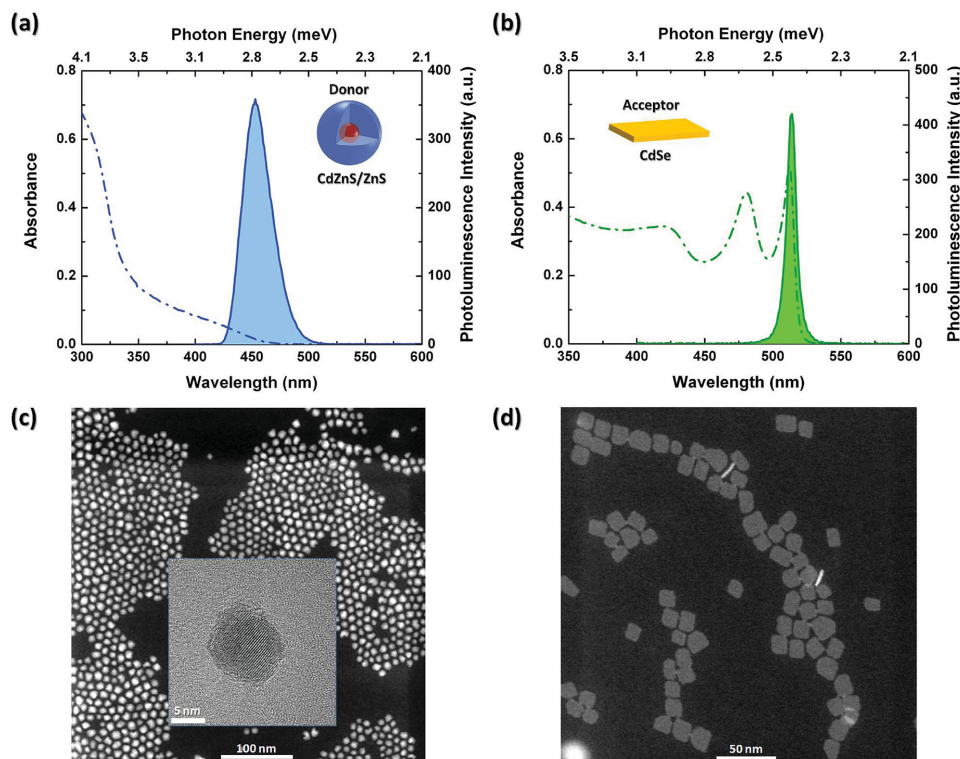 (a)
Photon Energy (meV)
4.1 3.5 3.1 2.8 2.5 2.3 2.1
0.8
0.6
0.4
0.2
0.0
Absorbance
400
300
200
100
0
Photoluminescence Intensity (a.u.)
Donor
CdZnS/ZnS
300 350 400 450 500 550 600
Wavelength (nm)
(b)
Photon Energy (meV)
3.5 3.1 2.8 2.5 2.3 2.1
0.8
0.6
0.4
0.2
0.0
Absorbance
500
400
300
200
100
0
Photoluminescence Intensity (a.u.)
Acceptor
CdSe
350 400 450 500 550 600
Wavelength (nm)
(c)
5 nm
100 nm
(d)
50 nm